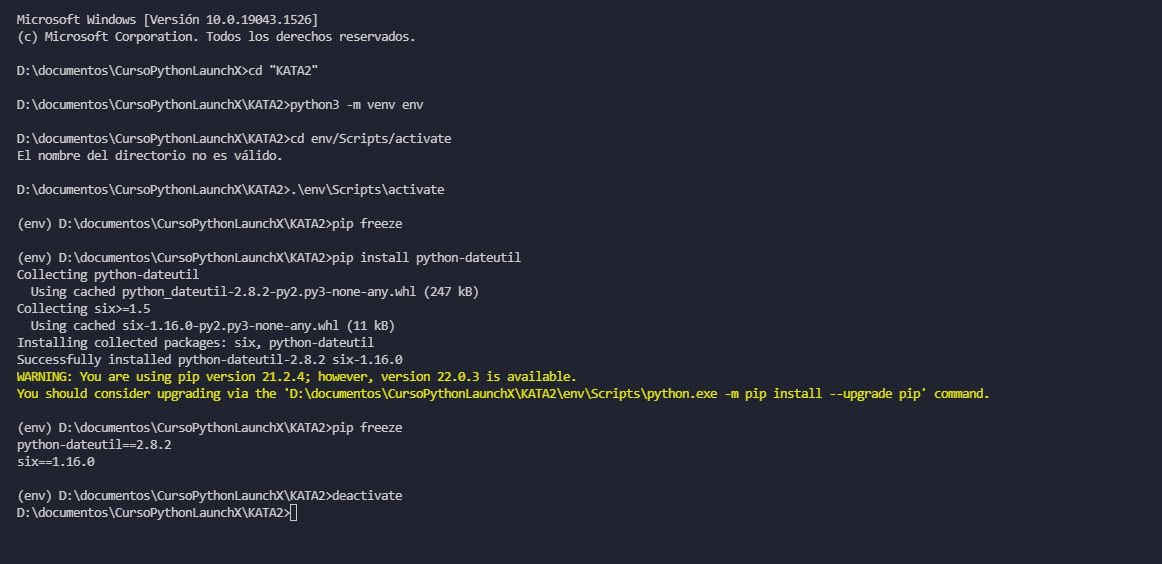 Microsoft Windows [Versión 10.0.19043.1526]
(c) Microsoft Corporation. Todos los derechos reservados.
D:\documentos\CursoPythonLaunchX>cd "KATA2"
D:\documentos\CursoPythonLaunchX\KATA2>python3 -m venv env
D:\documentos\CursoPythonLaunchX\KATA2>cd env/Scripts/activate
El nombre del directorio no es válido.
D:\documentos\CursoPythonLaunchX\KATA2>.\env\Scripts\activate
(env) D:\documentos\CursoPythonLaunchX\KATA2>pip freeze
(env) D:\documentos\CursoPythonLaunchX\KATA2>pip install python-dateutil
Collecting python-dateutil
  Using cached python_dateutil-2.8.2-py2.py3-none-any.whl (247 kB)
Collecting six>=1.5
  Using cached six-1.16.0-py2.py3-none-any.whl (11 kB)
Installing collected packages: six, python-dateutil
Successfully installed python-dateutil-2.8.2 six-1.16.0
WARNING: You are using pip version 21.2.4; however, version 22.0.3 is available.
You should consider upgrading via the 'D:\documentos\CursoPythonLaunchX\KATA2\env\Scripts\python.exe -m pip install --upgrade pip' command.
(env) D:\documentos\CursoPythonLaunchX\KATA2>pip freeze
python-dateutil==2.8.2
six==1.16.0
(env) D:\documentos\CursoPythonLaunchX\KATA2>deactivate
D:\documentos\CursoPythonLaunchX\KATA2>